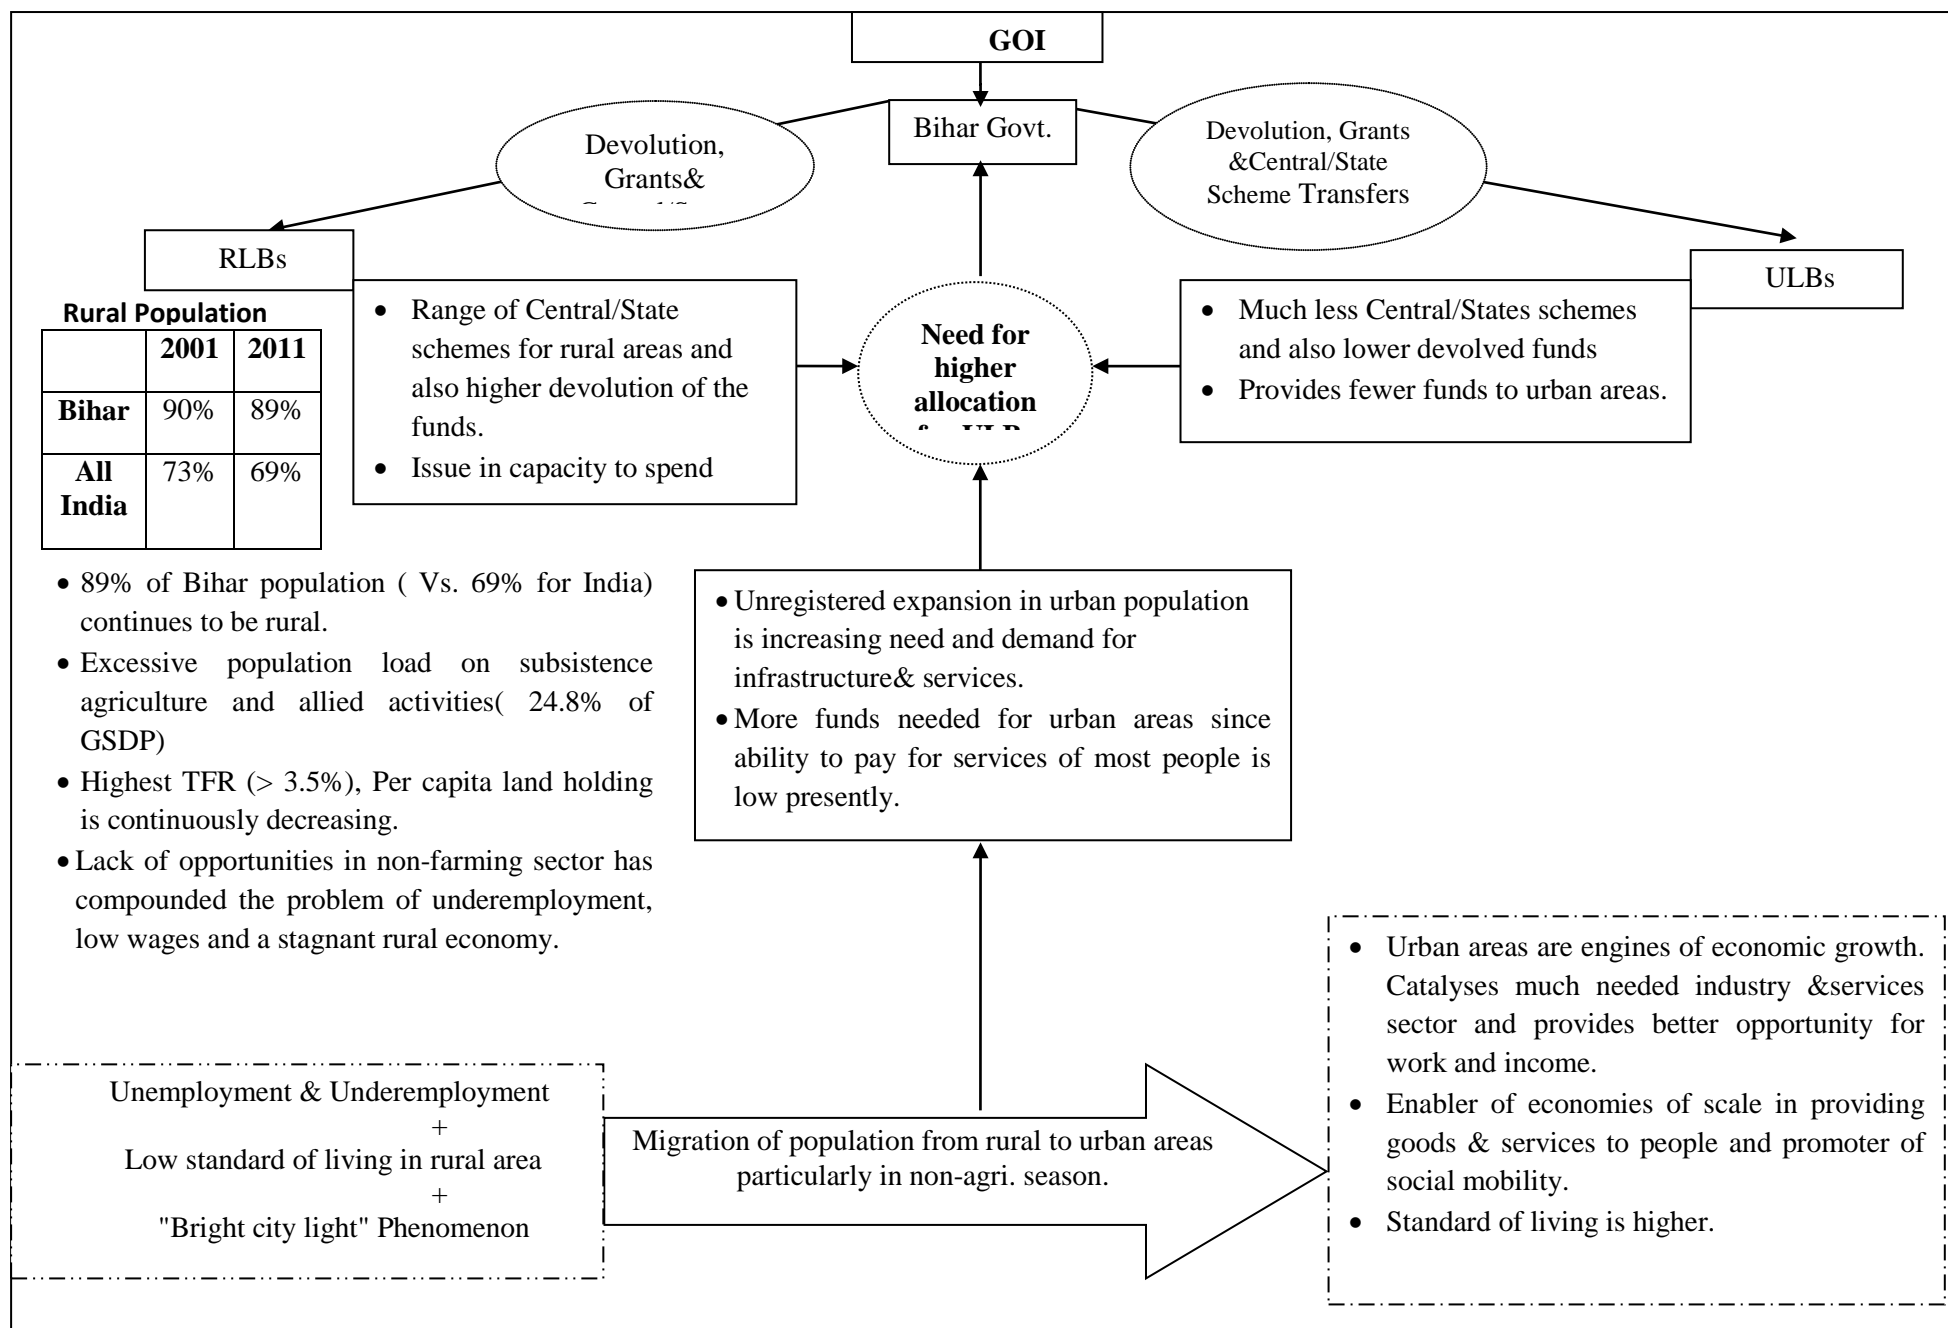 GOI
Bihar Govt.
Devolution,
Grants&
Devolution, Grants
&Central/State
Scheme Transfers
RLBs
ULBs
Rural Population
2001 2011
Bihar 90% 89%
All 73% 69%
India
• Range of Central/State
schemes for rural areas and
also higher devolution of the
funds.
• Issue in capacity to spend
Need for
higher
allocation
• Much less Central/States schemes
and also lower devolved funds
• Provides fewer funds to urban areas.
• 89% of Bihar population ( Vs. 69% for India)
continues to be rural.
• Excessive population load on subsistence
agriculture and allied activities( 24.8% of
GSDP)
• Highest TFR (> 3.5%), Per capita land holding
is continuously decreasing.
• Lack of opportunities in non-farming sector has
compounded the problem of underemployment,
low wages and a stagnant rural economy.
• Unregistered expansion in urban population
is increasing need and demand for
infrastructure& services.
• More funds needed for urban areas since
ability to pay for services of most people is
low presently.
Unemployment & Underemployment
+
Low standard of living in rural area
+
"Bright city light" Phenomenon
Migration of population from rural to urban areas
particularly in non-agri. season.
• Urban areas are engines of economic growth.
Catalyses much needed industry &services
sector and provides better opportunity for
work and income.
• Enabler of economies of scale in providing
goods & services to people and promoter of
social mobility.
• Standard of living is higher.